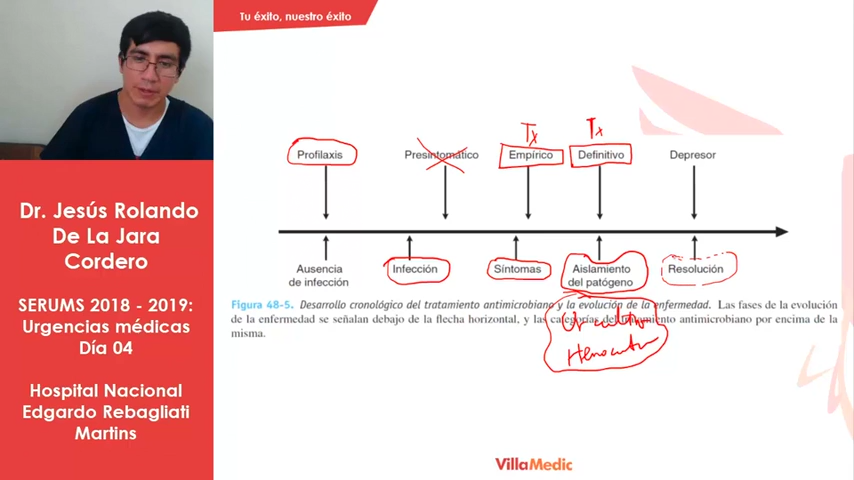 Tu éxito, nuestro éxito
Tx Tx
Profilaxis Presintomático Empírico Definitivo Depresor
Ausencia de infección
Infección
Síntomas
Aislamiento del patógeno
Resolución
Figura 48-5. Desarrollo cronológico del tratamiento antimicrobiano y la evolución de la enfermedad. Las fases de la evolución
de la enfermedad se señalan debajo de la flecha horizontal, y las categorías del tratamiento antimicrobiano por encima de la
misma.
Dr. Jesús Rolando
De La Jara
Cordero
SERUMS 2018 - 2019:
Urgencias médicas
Día 04
Hospital Nacional
Edgardo Rebagliati
Martins
VillaMedic